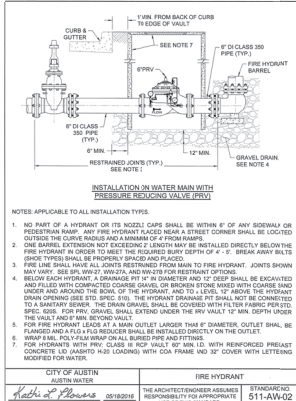 1' MIN. FROM BACK OF CURB
TO EDGE OF VAULT
CURB &
GUTTER
SEE NOTE 7
6" DI CLASS 350
PIPE (TYP.)
6"PRV
FIRE HYDRANT
BARREL
6" DI CLASS
350 PIPE
(TYP.)
6" MIN.
12" MIN.
GRAVEL DRAIN.
SEE NOTE 4
RESTRAINED JOINTS (TYP.)
SEE NOTE
INSTALLATION ON WATER MAIN WITH
PRESSURE REDUCING VALVE (PRV)
NOTES: APPLICABLE TO ALL INSTALLATION TYPES.
1. NO PART OF A HYDRANT OR ITS NOZZLE CAPS SHALL BE WITHIN 6" OF ANY SIDEWALK OR
PEDESTRIAN RAMP. ANY FIRE HYDRANT PLACED NEAR A STREET CORNER SHALL BE LOCATED
OUTSIDE THE CURVE RADIUS AND A MINIMUM OF 4' FROM RAMPS.
2. ONE BARREL EXTENSION NOT EXCEEDING 2' LENGTH MAY BE INSTALLED DIRECTLY BELOW THE
FIRE HYDRANT IN ORDER TO MEET THE REQUIRED BURY DEPTH OF 4' - 5'. BREAK AWAY BOLTS
(SHOE TYPES) SHALL BE PROPERLY SPACED AND PLACED.
3. FIRE LINE SHALL HAVE ALL JOINTS RESTRAINED FROM MAIN TO FIRE HYDRANT. JOINTS SHOWN
MAY VARY. SEE SPL WW-27, WW-27A, AND WW-27B FOR RESTRAINT OPTIONS.
4. BELOW EACH HYDRANT, A DRAINAGE PIT IN DIAMETER AND 12" DEEP SHALL BE EXCAVATED
AND FILLED WITH COMPACTED COARSE GRAVEL OR BROKEN STONE MIXED WITH COARSE SAND
UNDER AND AROUND THE BOWL OF THE HYDRANT, AND TO A LEVEL 12" ABOVE THE HYDRANT
DRAIN OPENING (SEE STD. SPEC. 510). THE HYDRANT DRAINAGE PIT SHALL NOT BE CONNECTED
TO A SANITARY SEWER. THE DRAIN GRAVEL SHALL BE COVERED WITH FILTER FABRIC PER STD.
SPEC. 620S. FOR PRV, GRAVEL SHALL EXTEND UNDER THE PRV VAULT 12" MIN. DEPTH UNDER
THE VAULT AND 6" MIN. BEYOND VAULT.
5. FOR FIRE HYDRANT LEADS AT A MAIN OUTLET LARGER THAN 6" DIAMETER, OUTLET SHALL BE
FLANGED AND A FLG x FLG REDUCER SHALL BE INSTALLED DIRECTLY ON THE OUTLET.
6. WRAP 8 MIL. POLY-FILM WRAP ON ALL BURIED PIPE AND FITTINGS.
7. FOR HYDRANTS WITH PRV: CLASS III RCP VAULT 60" MIN. I.D. WITH REINFORCED PRECAST
CONCRETE LID (AASHTO H-20 LOADING) WITH COA FRAME AND 32" COVER WITH LETTERING
MODIFIED FOR WATER.
CITY OF AUSTIN
AUSTIN WATER
FIRE HYDRANT
Kathi L. Flowers 05/18/2016
THE ARCHITECT/ENGINEER ASSUMES
RESPONSIBILITY FOR APPROPRIATE
STANDARD NO.
511-AW-02